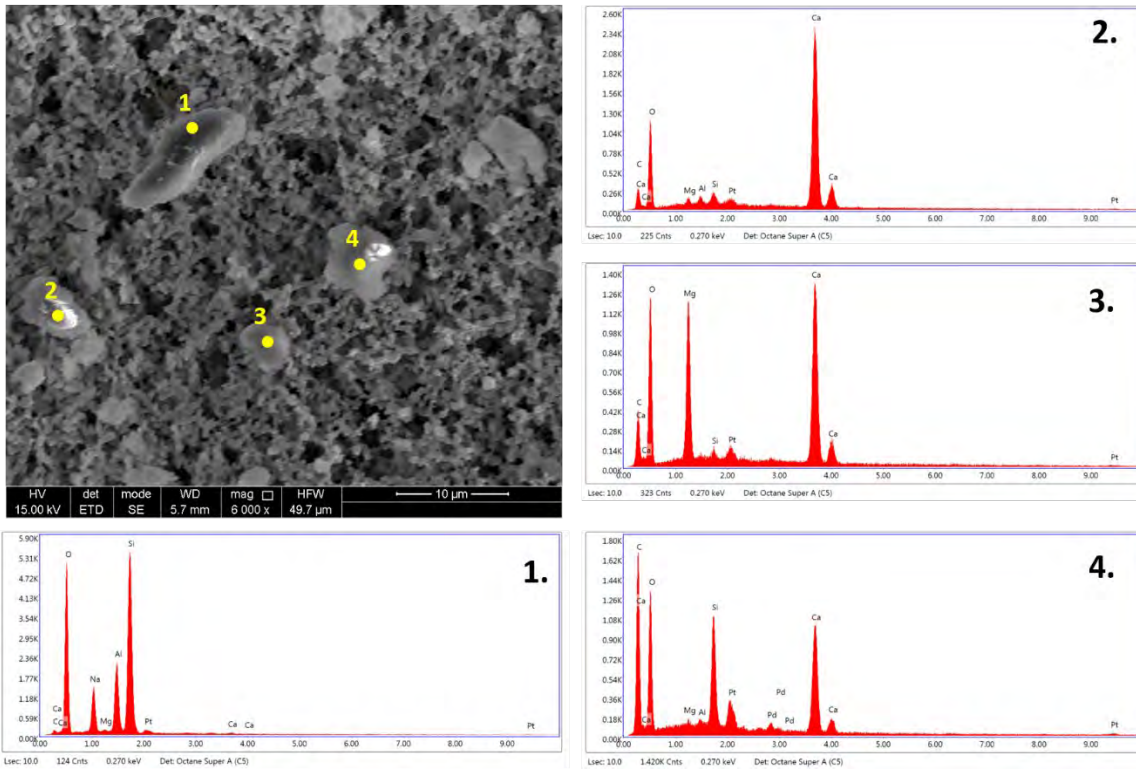 1
2
3
4
HV det mode WD mag HFW
15.00 kV ETD SE 5.7 mm 6 000 x 49.7 µm
10 µm
2.
2.60K
2.34K
2.08K
1.82K
1.56K
1.30K
1.04K
0.78K
0.52K
0.26K
0.00K
C
Ca
Ca
O
Mg
Al
Si
Pt
Ca
Ca
Pt
0.00 1.00 2.00 3.00 4.00 5.00 6.00 7.00 8.00 9.00
Lsec: 10.0 225 Cnts 0.270 keV Det: Octane Super A (C5)
3.
1.40K
1.26K
1.12K
0.98K
0.84K
0.70K
0.56K
0.42K
0.28K
0.14K
0.00K
C
Ca
Ca
O
Mg
Si
Pt
Ca
Ca
Pt
0.00 1.00 2.00 3.00 4.00 5.00 6.00 7.00 8.00 9.00
Lsec: 10.0 323 Cnts 0.270 keV Det: Octane Super A (C5)
1.
5.90K
5.31K
4.72K
4.13K
3.54K
2.95K
2.36K
1.77K
1.18K
0.59K
0.00K
Ca
C Ca
O
Na
Mg
Al
Si
Pt
Ca
Ca
Pt
0.00 1.00 2.00 3.00 4.00 5.00 6.00 7.00 8.00 9.00
Lsec: 10.0 124 Cnts 0.270 keV Det: Octane Super A (C5)
4.
1.80K
1.62K
1.44K
1.26K
1.08K
0.90K
0.72K
0.54K
0.36K
0.18K
0.00K
C
Ca
Ca
O
Mg
Al
Si
Pt
Pd
Pd
Pd
Ca
Ca
Pt
0.00 1.00 2.00 3.00 4.00 5.00 6.00 7.00 8.00 9.00
Lsec: 10.0 1.420K Cnts 0.270 keV Det: Octane Super A (C5)